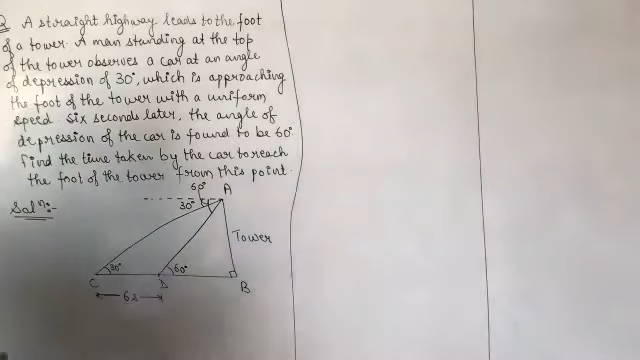 Q A straight highway leads to the foot
of a tower. A man standing at the top
of the tower observes a car at an angle
of depression of 30°, which is approaching
the foot of the tower with a uniform
speed. Six seconds later, the angle of
depression of the car is found to be 60°.
Find the time taken by the car to reach
the foot of the tower from this point.
Sol n:-
60°
A
30°
Tower
30°
60°
C
D
B
6s